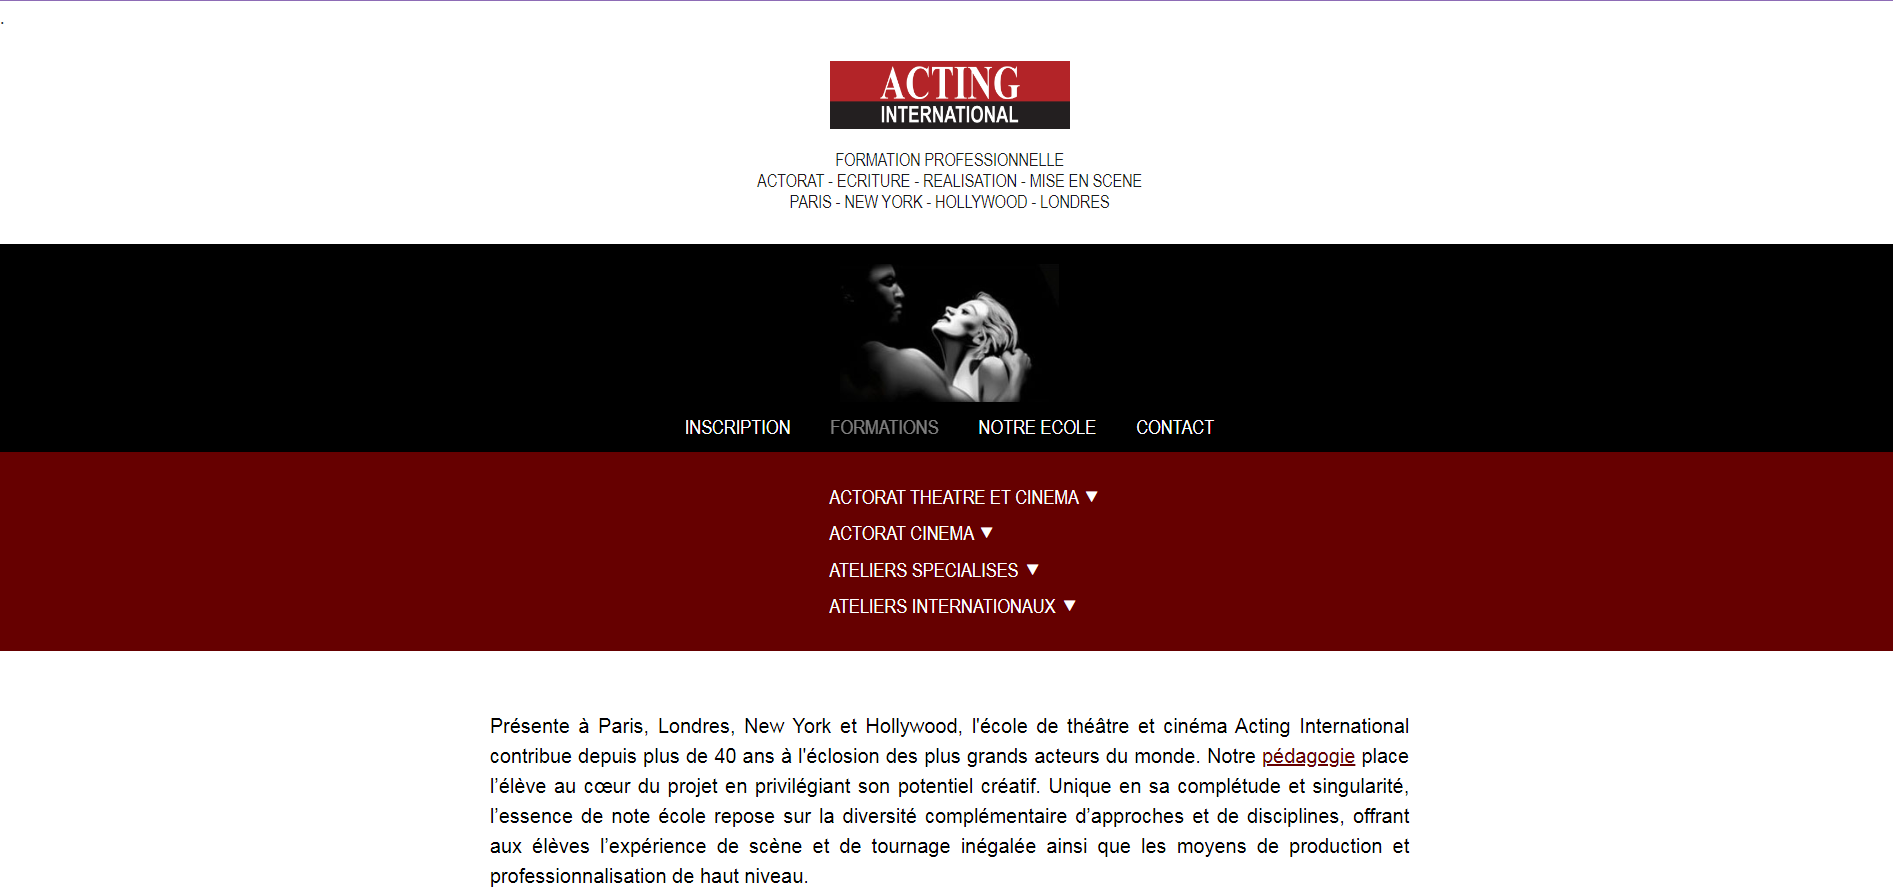 .
ACTING
INTERNATIONAL
FORMATION PROFESSIONNELLE
ACTORAT - ECRITURE - REALISATION - MISE EN SCENE
PARIS - NEW YORK - HOLLYWOOD - LONDRES
INSCRIPTION FORMATIONS NOTRE ECOLE CONTACT
ACTORAT THEATRE ET CINEMA ▼
ACTORAT CINEMA ▼
ATELIERS SPECIALISES ▼
ATELIERS INTERNATIONAUX ▼
Présente à Paris, Londres, New York et Hollywood, l'école de théâtre et cinéma Acting International
contribue depuis plus de 40 ans à l'éclosion des plus grands acteurs du monde. Notre pédagogie place
l’élève au cœur du projet en privilégiant son potentiel créatif. Unique en sa complétude et singularité,
l’essence de note école repose sur la diversité complémentaire d’approches et de disciplines, offrant
aux élèves l’expérience de scène et de tournage inégalée ainsi que les moyens de production et
professionnalisation de haut niveau.